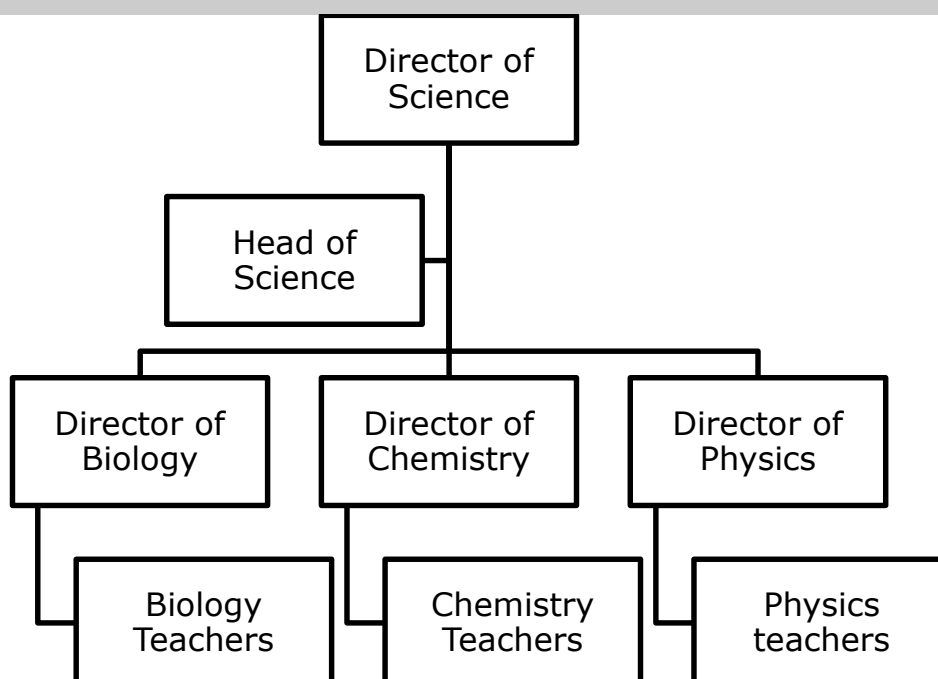 Director of
Science
Head of
Science
Director of
Biology
Director of
Chemistry
Director of
Physics
Biology
Teachers
Chemistry
Teachers
Physics
teachers